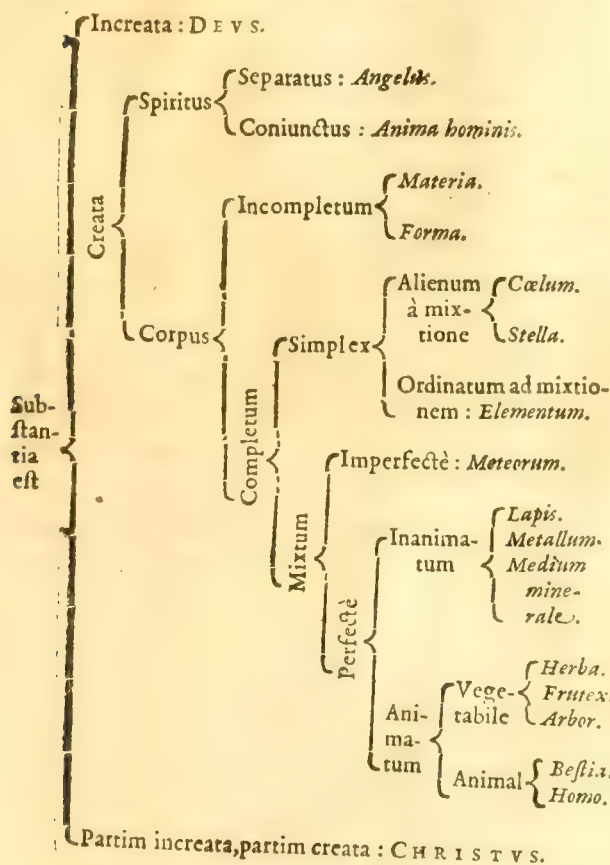 Increata : DEVS.
Separatus : Angelus.
Spiritus
Coniunctus : Anima hominis.
Creata
Materia.
Incompletum
Forma.
Corpus
Alienum
à mix-
tione
Cœlum.
Stella.
Simplex
Ordinatum ad mixtio-
nem : Elementum.
Completum
Sub-
ſtan-
tia
eſt
Imperfectè : Meteorum.
Mixtum
Lapis.
Metallum.
Medium
mine-
rale.
Inanima-
tum
Perfectè
Herba.
Frutex.
Arbor.
Vege-
tabile
Ani-
ma-
tum
Animal
Beſtia.
Homo.
Partim increata, partim creata : CHRISTVS.